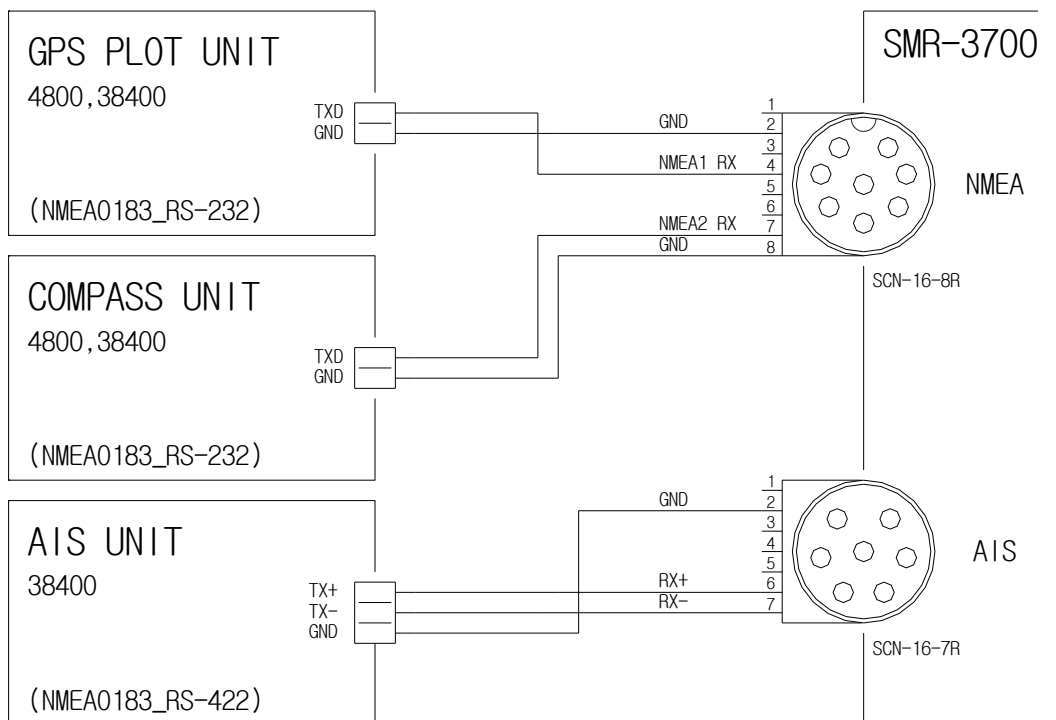 GPS PLOT UNIT
4800,38400
TXD
GND
(NMEA0183_RS-232)
COMPASS UNIT
4800,38400
TXD
GND
(NMEA0183_RS-232)
AIS UNIT
38400
TX+
TX-
GND
(NMEA0183_RS-422)
SMR-3700
1
GND 2
3
NMEA1 RX 4
5
6
NMEA2 RX 7
GND 8
NMEA
SCN-16-8R
1
GND 2
3
4
5
RX+ 6
RX- 7
AIS
SCN-16-7R